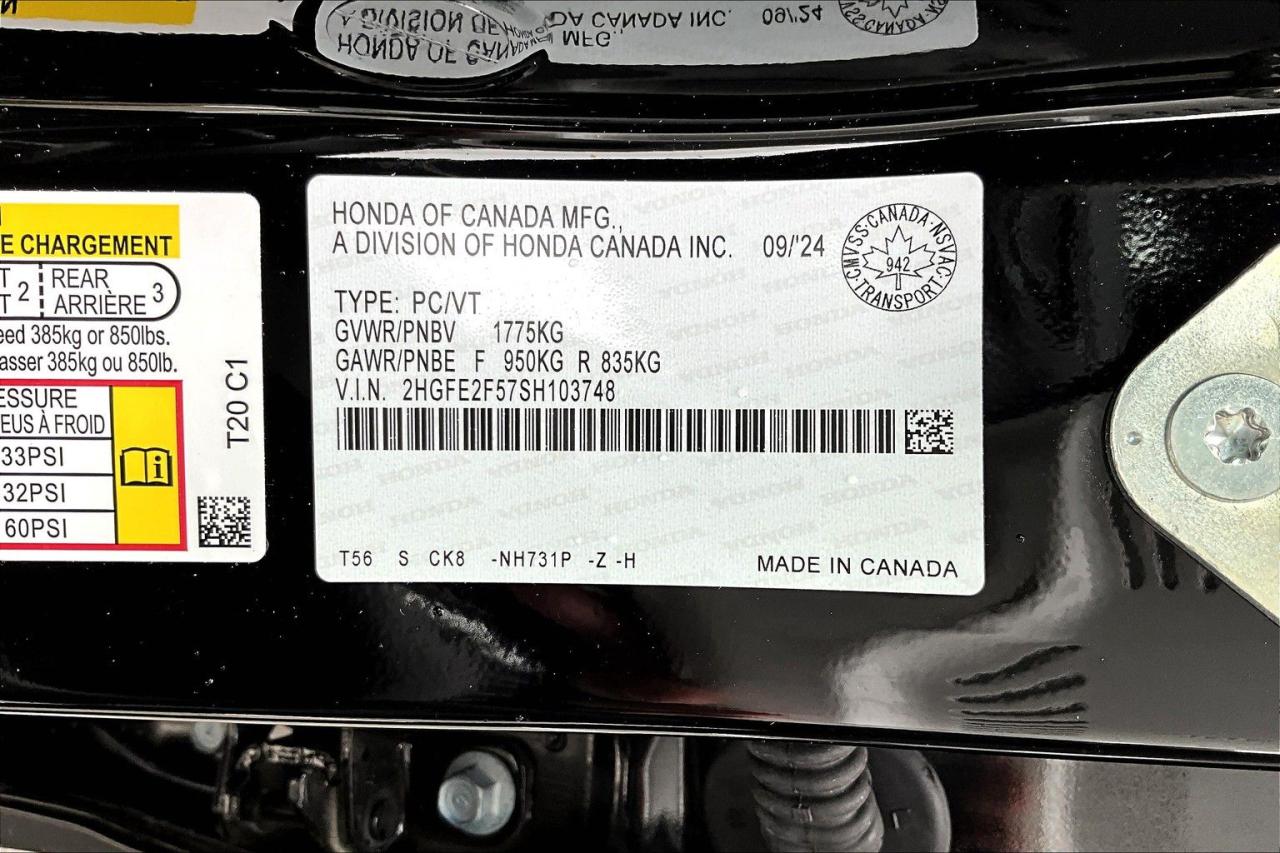 HONDA OF CANADA MFG.,
A DIVISION OF HONDA CANADA INC. 09/'24
CMVSS·CANADA·NSVAC·TRANSPORT·
942
TYPE: PC/VT
GVWR/PNBV 1775KG
GAWR/PNBE F 950KG R 835KG
V.I.N. 2HGFE2F57SH103748
T56 S CK8 -NH731P -Z -H
MADE IN CANADA
E CHARGEMENT
2 REAR
ARRIÈRE 3
385kg or 850lbs.
385kg ou 850lb.
T20 C1
À FROID
33PSI
32PSI
60PSI